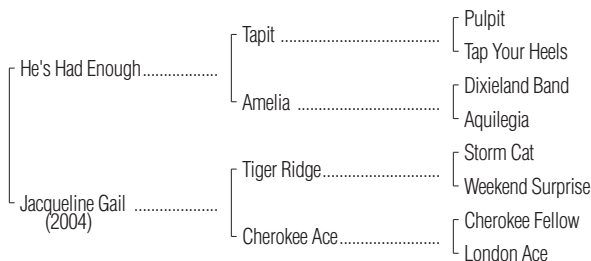 He's Had Enough..................
Jacqueline Gail ....................
(2004)
Tapit ......................................
Amelia ..................................
Tiger Ridge............................
Cherokee Ace........................
Pulpit
Tap Your Heels
Dixieland Band
Aquilegia
Storm Cat
Weekend Surprise
Cherokee Fellow
London Ace